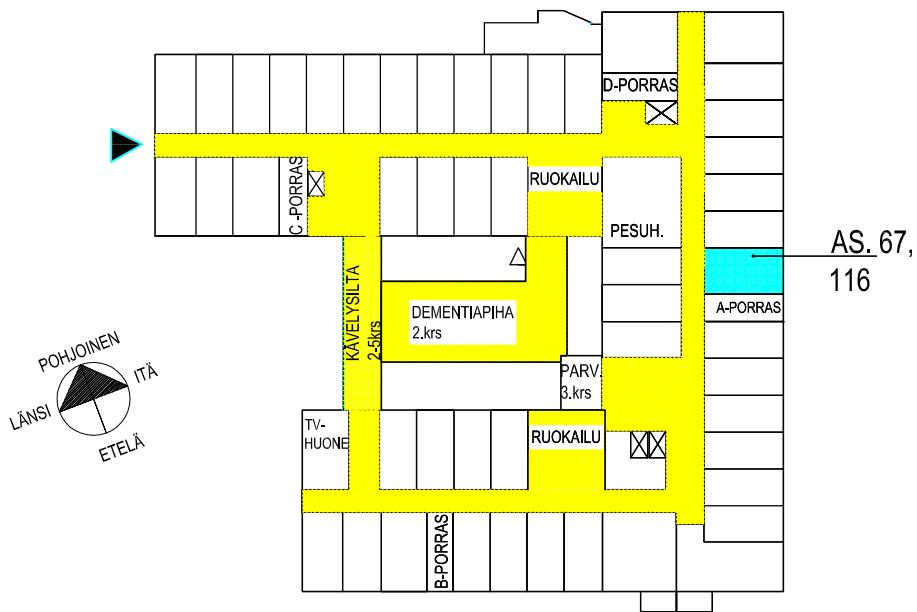 D-PORRAS
C-PORRAS
RUOKAILU
PESUH.
AS. 67,
116
A-PORRAS
KÄVELYSILTA
2-5krs
DEMENTIAPIHA
2.krs
PARV.
3.krs
POHJOINEN
ITÄ
LÄNSI
ETELÄ
TV-
HUONE
RUOKAILU
B-PORRAS